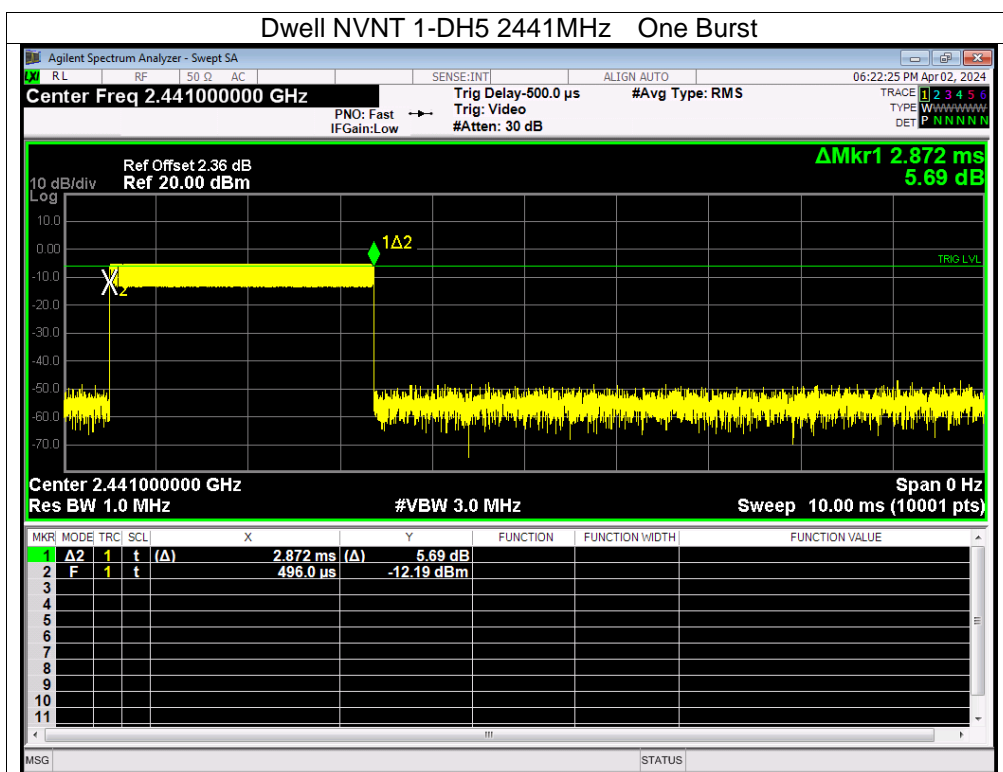 Dwell NVNT 1-DH5 2441MHz One Burst
Agilent Spectrum Analyzer - Swept SA
LXI RL RF 50 Ω AC SENSE:INT ALIGN AUTO 06:22:25 PM Apr 02, 2024
Center Freq 2.441000000 GHz Trig Delay-500.0 µs #Avg Type: RMS TRACE 1 2 3 4 5 6
PNO: Fast Trig: Video TYPE WWWWWW
IFGain:Low #Atten: 30 dB DET P N N N N N
ΔMkr1 2.872 ms
5.69 dB
Ref Offset 2.36 dB
10 dB/div Ref 20.00 dBm
Log
10.0
1Δ2
0.00
TRIG LVL
-10.0
2
-20.0
-30.0
-40.0
-50.0
-60.0
-70.0
Center 2.441000000 GHz Span 0 Hz
Res BW 1.0 MHz #VBW 3.0 MHz Sweep 10.00 ms (10001 pts)
MKR MODE TRC SCL X Y FUNCTION FUNCTION WIDTH FUNCTION VALUE
1 Δ2 1 t (Δ) 2.872 ms (Δ) 5.69 dB
2 F 1 t 496.0 µs -12.19 dBm
3
4
5
6
7
8
9
10
11
MSG STATUS